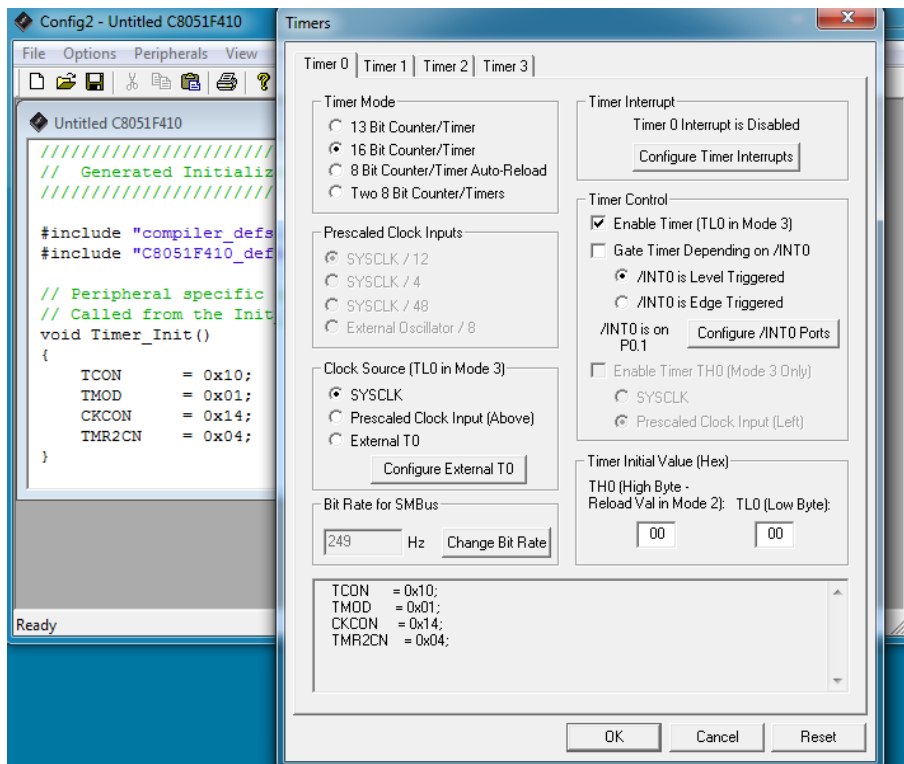 Config2 - Untitled C8051F410
File Options Peripherals View
Untitled C8051F410
////////////////////////
// Generated Initializ
////////////////////////
#include "compiler_defs
#include "C8051F410_def
// Peripheral specific
// Called from the Init_
void Timer_Init()
{
TCON = 0x10;
TMOD = 0x01;
CKCON = 0x14;
TMR2CN = 0x04;
}
Ready
Timers
Timer 0 Timer 1 Timer 2 Timer 3
Timer Mode
13 Bit Counter/Timer
16 Bit Counter/Timer
8 Bit Counter/Timer Auto-Reload
Two 8 Bit Counter/Timers
Prescaled Clock Inputs
SYSCLK / 12
SYSCLK / 4
SYSCLK / 48
External Oscillator / 8
Clock Source (TL0 in Mode 3)
SYSCLK
Prescaled Clock Input (Above)
External T0
Configure External T0
Bit Rate for SMBus
249 Hz Change Bit Rate
Timer Interrupt
Timer 0 Interrupt is Disabled
Configure Timer Interrupts
Timer Control
Enable Timer (TL0 in Mode 3)
Gate Timer Depending on /INT0
/INT0 is Level Triggered
/INT0 is Edge Triggered
/INT0 is on
P0.1
Configure /INT0 Ports
Enable Timer TH0 (Mode 3 Only)
SYSCLK
Prescaled Clock Input (Left)
Timer Initial Value (Hex)
TH0 (High Byte -
Reload Val in Mode 2): TL0 (Low Byte):
00 00
TCON = 0x10;
TMOD = 0x01;
CKCON = 0x14;
TMR2CN = 0x04;
OK Cancel Reset